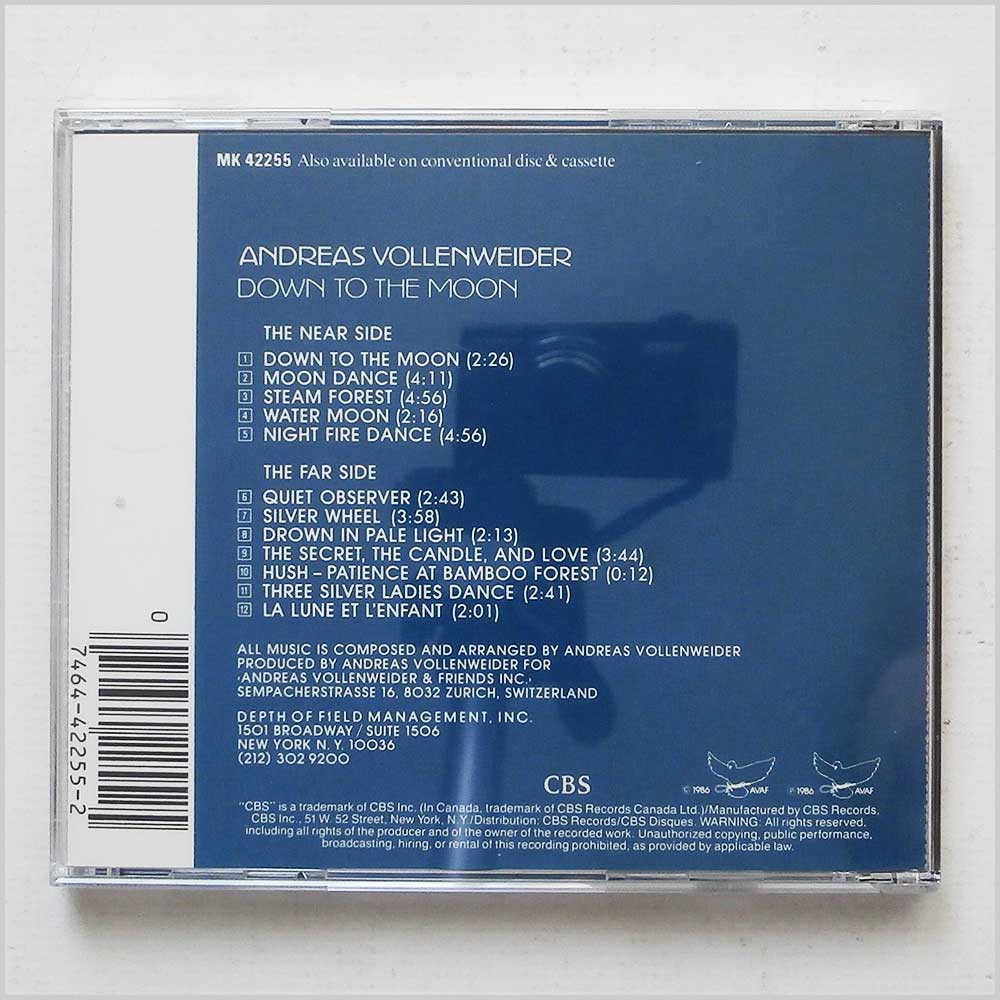 MK 42255 Also available on conventional disc & cassette
ANDREAS VOLLENWEIDER
DOWN TO THE MOON
THE NEAR SIDE
1 DOWN TO THE MOON (2:26)
2 MOON DANCE (4:11)
3 STEAM FOREST (4:56)
4 WATER MOON (2:16)
5 NIGHT FIRE DANCE (4:56)
THE FAR SIDE
6 QUIET OBSERVER (2:43)
7 SILVER WHEEL (3:58)
8 DROWN IN PALE LIGHT (2:13)
9 THE SECRET, THE CANDLE, AND LOVE (3:44)
10 HUSH – PATIENCE AT BAMBOO FOREST (0:12)
11 THREE SILVER LADIES DANCE (2:41)
12 LA LUNE ET L'ENFANT (2:01)
ALL MUSIC IS COMPOSED AND ARRANGED BY ANDREAS VOLLENWEIDER
PRODUCED BY ANDREAS VOLLENWEIDER FOR
‹ANDREAS VOLLENWEIDER & FRIENDS INC.›
SEMPACHERSTRASSE 16, 8032 ZURICH, SWITZERLAND
DEPTH OF FIELD MANAGEMENT, INC.
1501 BROADWAY / SUITE 1506
NEW YORK N.Y. 10036
(212) 302 9200
CBS
© 1986 AVAF ℗ 1986 AVAF
"CBS" is a trademark of CBS Inc. (In Canada, trademark of CBS Records Canada Ltd.)/Manufactured by CBS Records,
CBS Inc., 51 W. 52 Street, New York, N.Y./Distribution: CBS Records/CBS Disques. WARNING: All rights reserved,
including all rights of the producer and of the owner of the recorded work. Unauthorized copying, public performance,
broadcasting, hiring, or rental of this recording prohibited, as provided by applicable law.
0
7464-42255-2